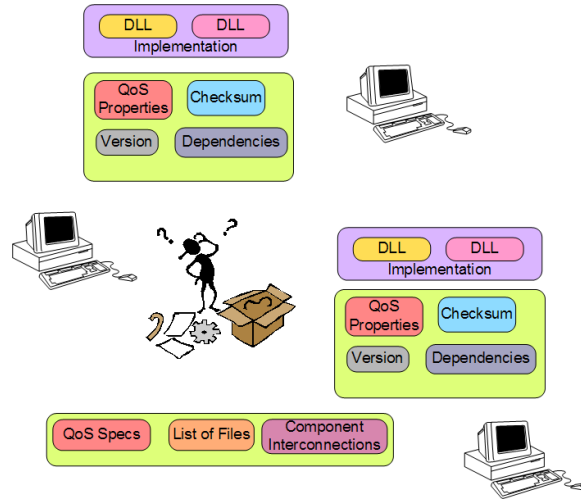 DLL DLL
Implementation
QoS
Properties
Checksum
Version
Dependencies
? ?
DLL DLL
Implementation
QoS
Properties
Checksum
Version
Dependencies
QoS Specs
List of Files
Component
Interconnections